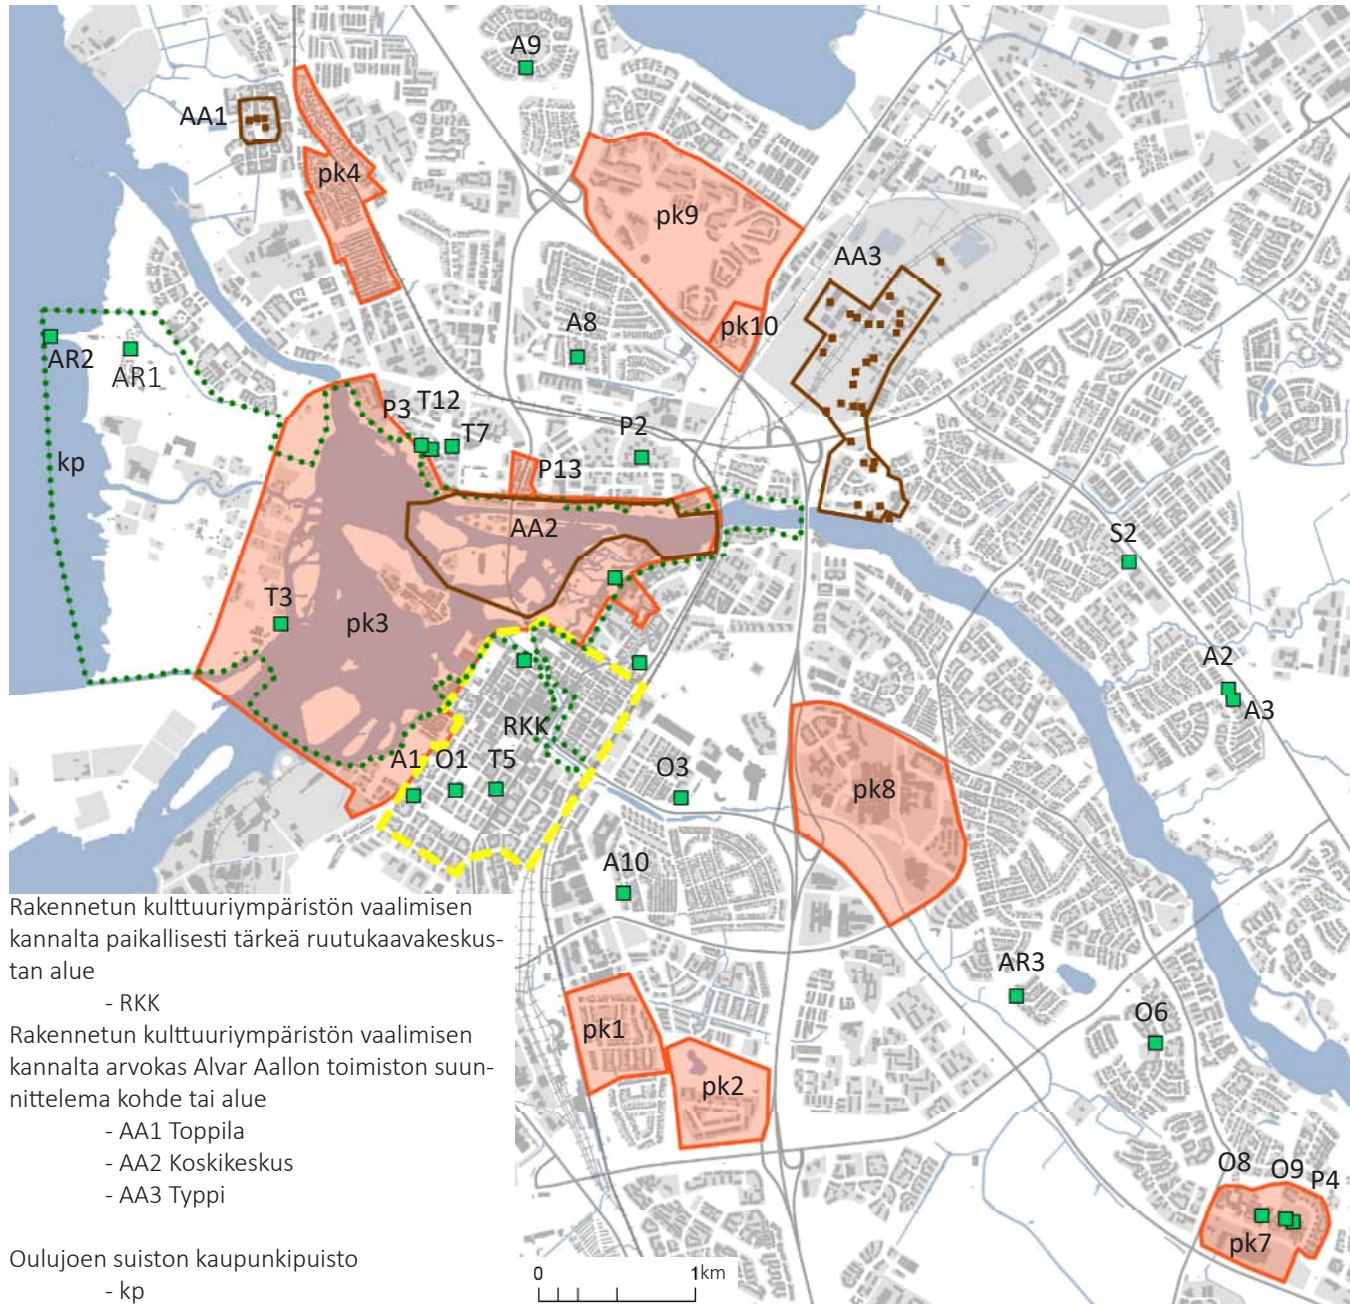 A9
AA1
pk4
pk9
AA3
pk10
A8
AR2
AR1
P3
T12
T7
P2
kp
P13
AA2
S2
T3
pk3
A2
A3
RKK
A1
O1
T5
O3
pk8
A10
Rakennetun kulttuuriympäristön vaalimisen
kannalta paikallisesti tärkeä ruutukaavakeskus-
tan alue
- RKK
Rakennetun kulttuuriympäristön vaalimisen
kannalta arvokas Alvar Aallon toimiston suun-
nittelema kohde tai alue
- AA1 Toppila
- AA2 Koskikeskus
- AA3 Typpi
Oulujoen suiston kaupunkipuisto
- kp
AR3
O6
pk1
pk2
O8
O9
P4
pk7
0
1km